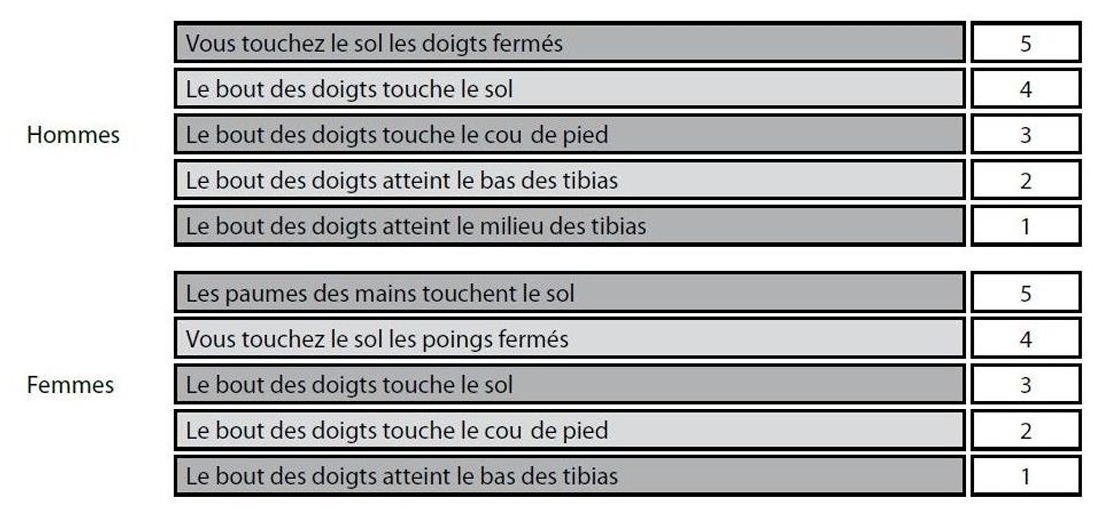 Hommes
Vous touchez le sol les doigts fermés 5
Le bout des doigts touche le sol 4
Le bout des doigts touche le cou de pied 3
Le bout des doigts atteint le bas des tibias 2
Le bout des doigts atteint le milieu des tibias 1
Femmes
Les paumes des mains touchent le sol 5
Vous touchez le sol les poings fermés 4
Le bout des doigts touche le sol 3
Le bout des doigts touche le cou de pied 2
Le bout des doigts atteint le bas des tibias 1